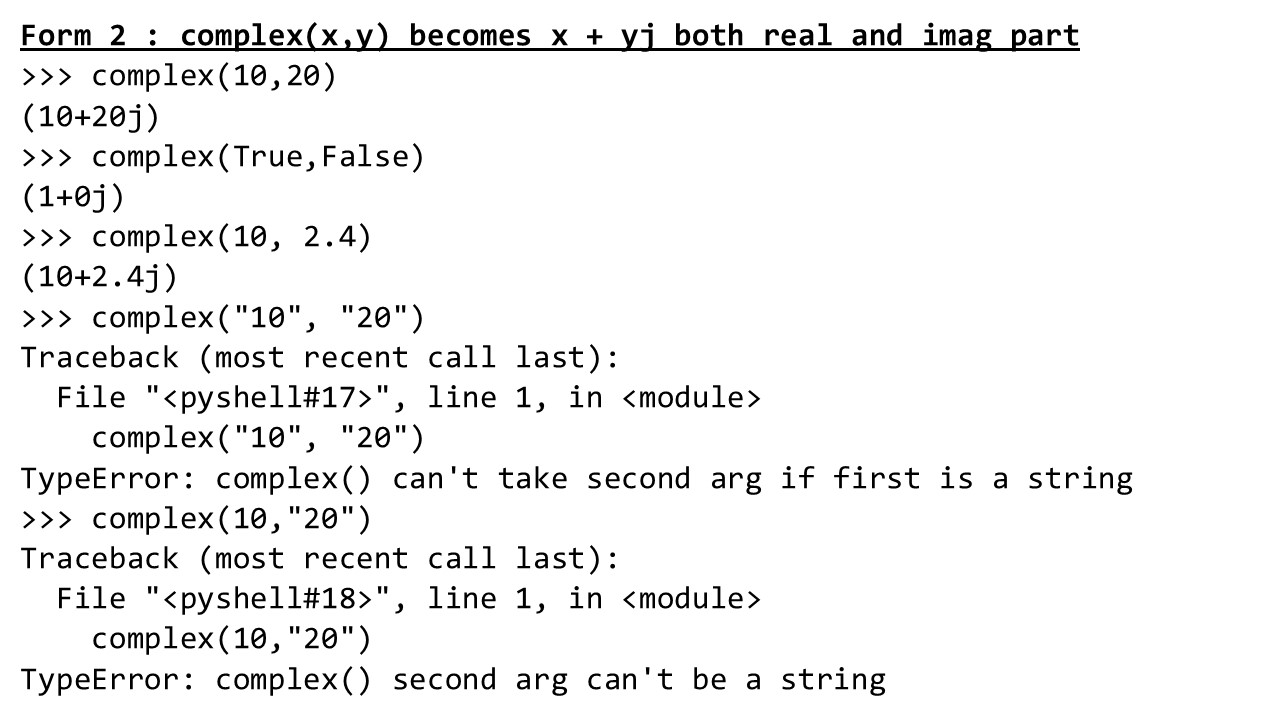 Form 2 : complex(x,y) becomes x + yj both real and imag part
>>> complex(10,20)
(10+20j)
>>> complex(True,False)
(1+0j)
>>> complex(10, 2.4)
(10+2.4j)
>>> complex("10", "20")
Traceback (most recent call last):
  File "<pyshell#17>", line 1, in <module>
    complex("10", "20")
TypeError: complex() can't take second arg if first is a string
>>> complex(10,"20")
Traceback (most recent call last):
  File "<pyshell#18>", line 1, in <module>
    complex(10,"20")
TypeError: complex() second arg can't be a string